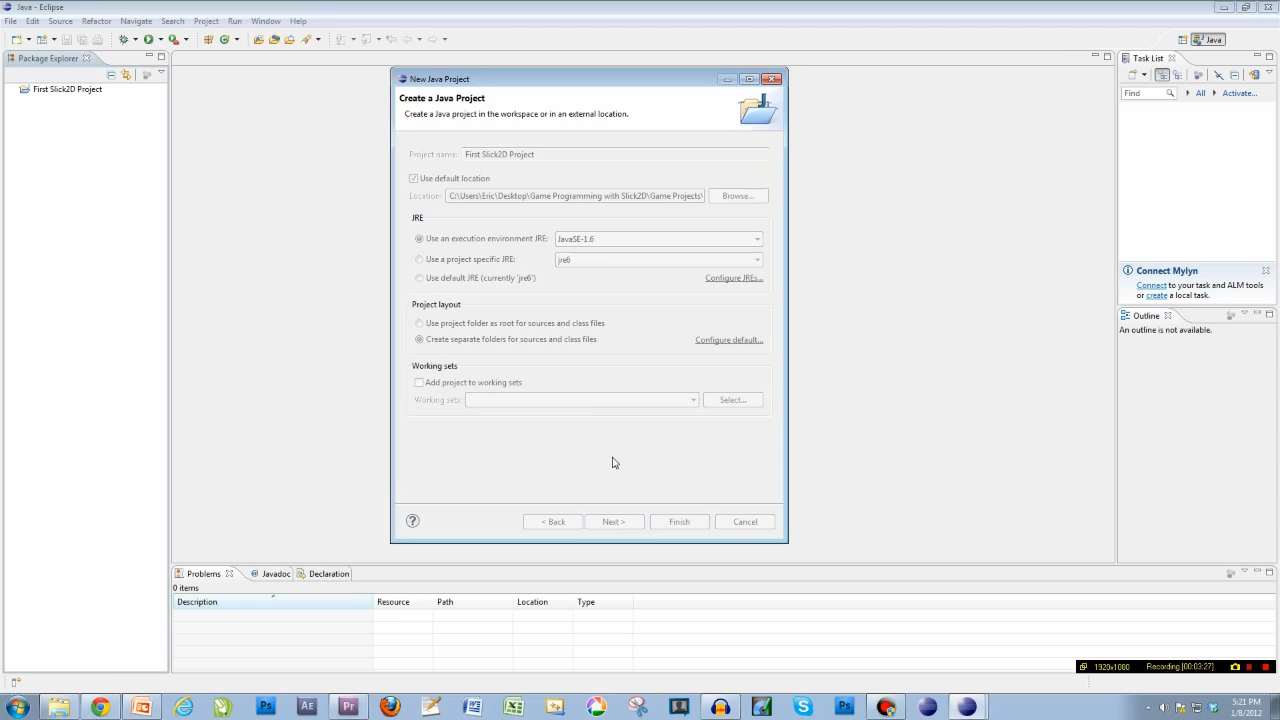 Java - Eclipse
File Edit Source Refactor Navigate Search Project Run Window Help
Java
Package Explorer
First Slick2D Project
New Java Project
Create a Java Project
Create a Java project in the workspace or in an external location.
Project name: First Slick2D Project
Use default location
Location: C:\Users\Eric\Desktop\Game Programming with Slick2D\Game Projects\ Browse...
JRE
Use an execution environment JRE: JavaSE-1.6
Use a project specific JRE: jre6
Use default JRE (currently 'jre6') Configure JREs...
Project layout
Use project folder as root for sources and class files
Create separate folders for sources and class files Configure default...
Working sets
Add project to working sets
Working sets: Select...
? < Back Next > Finish Cancel
Task List
Find All Activate...
Connect Mylyn
Connect to your task and ALM tools
or create a local task.
Outline
An outline is not available.
Problems Javadoc Declaration
0 items
Description Resource Path Location Type
1920x1080 Recording [00:03:27]
Ps Ae Pr Ps
5:21 PM
1/8/2012